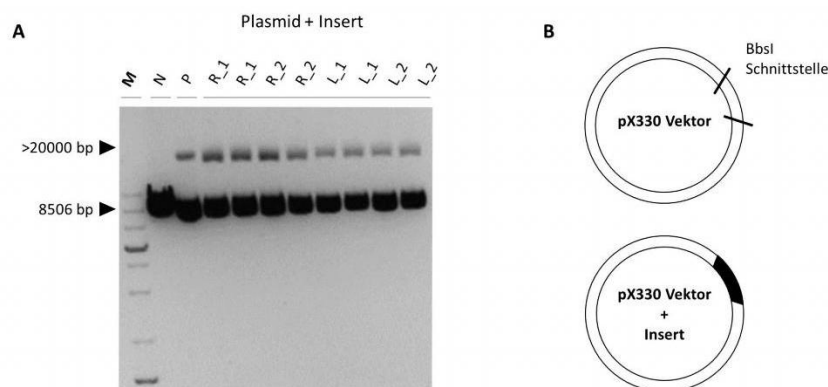 A
Plasmid + Insert
M N P R_1 R_1 R_2 R_2 L_1 L_1 L_2 L_2
>20000 bp
8506 bp
B
BbsI
Schnittstelle
pX330 Vektor
pX330 Vektor
+
Insert